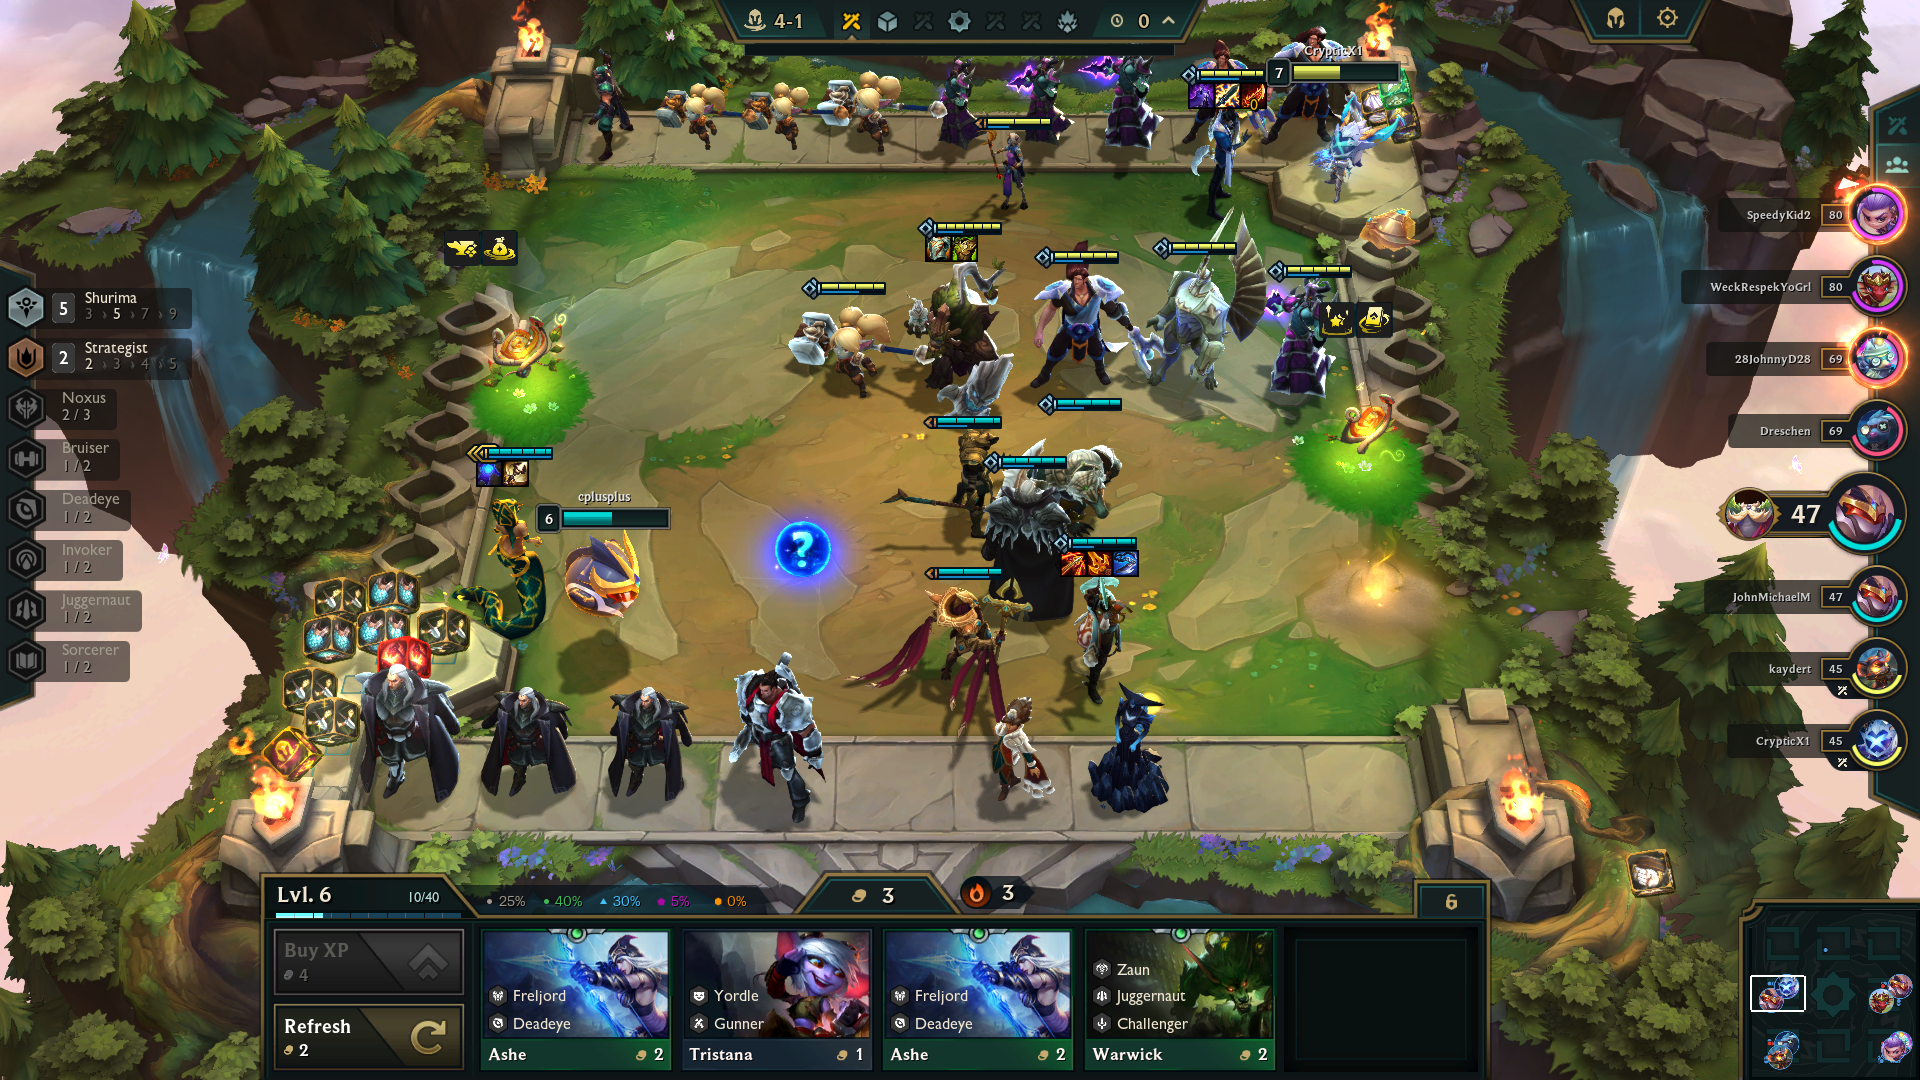 4-1
0
CrypticX1
7
0
SpeedyKid2 80
WeckRespekYoGrl 80
28JohnnyD28 69
Dreschen 69
47
JohnMichaelM 47
kaydert 45
CrypticX1 45
5 Shurima
3 › 5 › 7 › 9
2 Strategist
2 › 3 › 4 › 5
Noxus
2 / 3
Bruiser
1 / 2
Deadeye
1 / 2
Invoker
1 / 2
Juggernaut
1 / 2
Sorcerer
1 / 2
cplusplus
6
?
Lvl. 6 10/40
25% 40% 30% 5% 0%
3
3
6
Buy XP
4
Refresh
2
Freljord
Deadeye
Ashe 2
Yordle
Gunner
Tristana 1
Freljord
Deadeye
Ashe 2
Zaun
Juggernaut
Challenger
Warwick 2